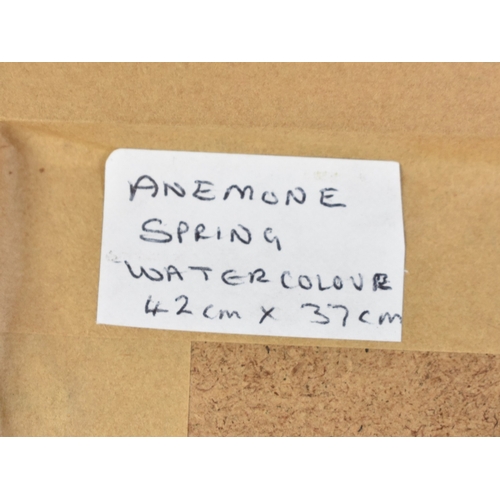 ANEMONE
SPRING
WATERCOLOUR
42cm x 37cm